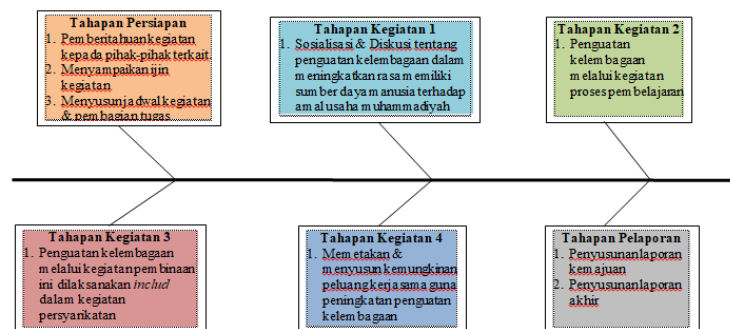 Tahapan Persiapan
1. Pemberitahuan kegiatan
kepada pihak-pihak terkait.
2. Menyampaikan ijin
kegiatan
3. Menyusun jadwal kegiatan
& pembagian tugas
Tahapan Kegiatan 1
1. Sosialisasi & Diskusi tentang
penguatan kelembagaan dalam
meningkatkan rasa memiliki
sumber daya manusia terhadap
amal usaha muhammadiyah
Tahapan Kegiatan 2
1. Penguatan
kelembagaan
melalui kegiatan
proses pembelajaran
Tahapan Kegiatan 3
1. Penguatan kelembagaan
melalui kegiatan pembinaan
ini dilaksanakan includ
dalam kegiatan
persyarikatan
Tahapan Kegiatan 4
1. Memetakan &
menyusun kemungkinan
peluang kerjasama guna
peningkatan penguatan
kelembagaan
Tahapan Pelaporan
1. Penyusunan laporan
kemajuan
2. Penyusunan laporan
akhir